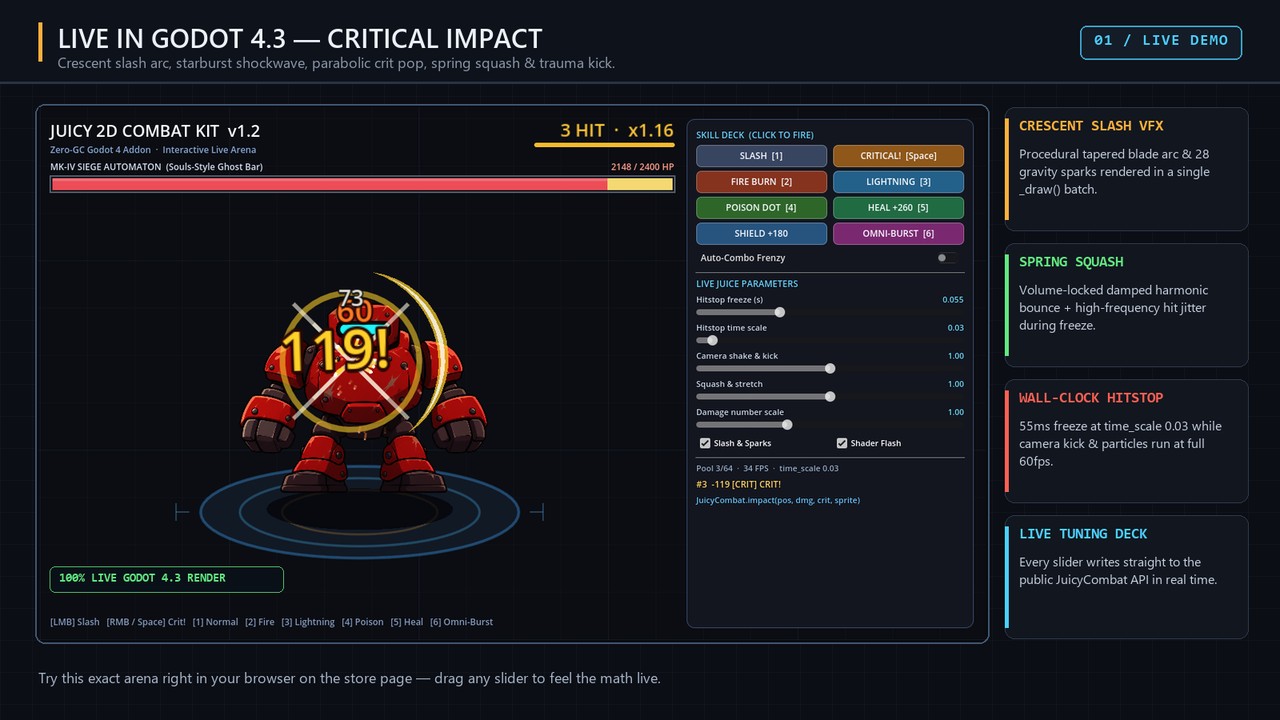 LIVE IN GODOT 4.3 — CRITICAL IMPACT
Crescent slash arc, starburst shockwave, parabolic crit pop, spring squash & trauma kick.
01 / LIVE DEMO
JUICY 2D COMBAT KIT v1.2
Zero-GC Godot 4 Addon · Interactive Live Arena
3 HIT · x1.16
MK-IV SIEGE AUTOMATON (Souls-Style Ghost Bar)
2148 / 2400 HP
73
60
119!
100% LIVE GODOT 4.3 RENDER
[LMB] Slash [RMB / Space] Crit! [1] Normal [2] Fire [3] Lightning [4] Poison [5] Heal [6] Omni-Burst
SKILL DECK (CLICK TO FIRE)
SLASH [1]
CRITICAL! [Space]
FIRE BURN [2]
LIGHTNING [3]
POISON DOT [4]
HEAL +260 [5]
SHIELD +180
OMNI-BURST [6]
Auto-Combo Frenzy
LIVE JUICE PARAMETERS
Hitstop freeze (s) 0.055
Hitstop time scale 0.03
Camera shake & kick 1.00
Squash & stretch 1.00
Damage number scale 1.00
Slash & Sparks
Shader Flash
Pool 3/64 · 34 FPS · time_scale 0.03
#3 -119 [CRIT] CRIT!
JuicyCombat.impact(pos, dmg, crit, sprite)
CRESCENT SLASH VFX
Procedural tapered blade arc & 28
gravity sparks rendered in a single
_draw() batch.
SPRING SQUASH
Volume-locked damped harmonic
bounce + high-frequency hit jitter
during freeze.
WALL-CLOCK HITSTOP
55ms freeze at time_scale 0.03 while
camera kick & particles run at full
60fps.
LIVE TUNING DECK
Every slider writes straight to the
public JuicyCombat API in real time.
Try this exact arena right in your browser on the store page — drag any slider to feel the math live.